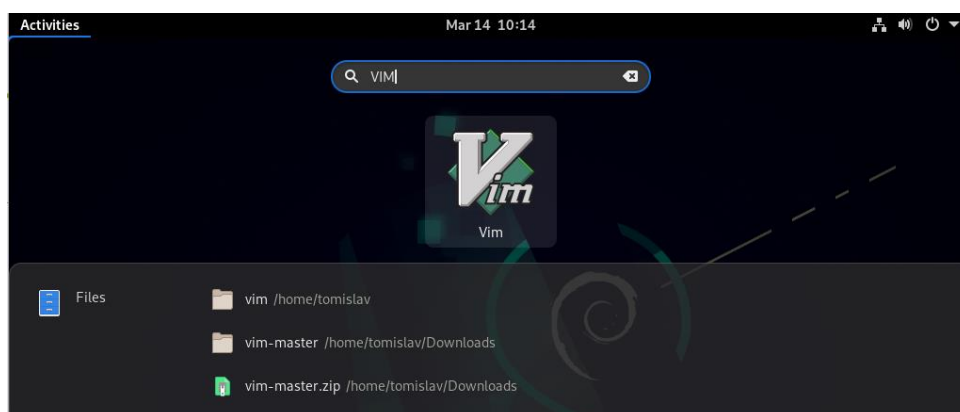 Activities Mar 14 10:14
VIM
Vim
Vim
Files
vim /home/tomislav
vim-master /home/tomislav/Downloads
vim-master.zip /home/tomislav/Downloads